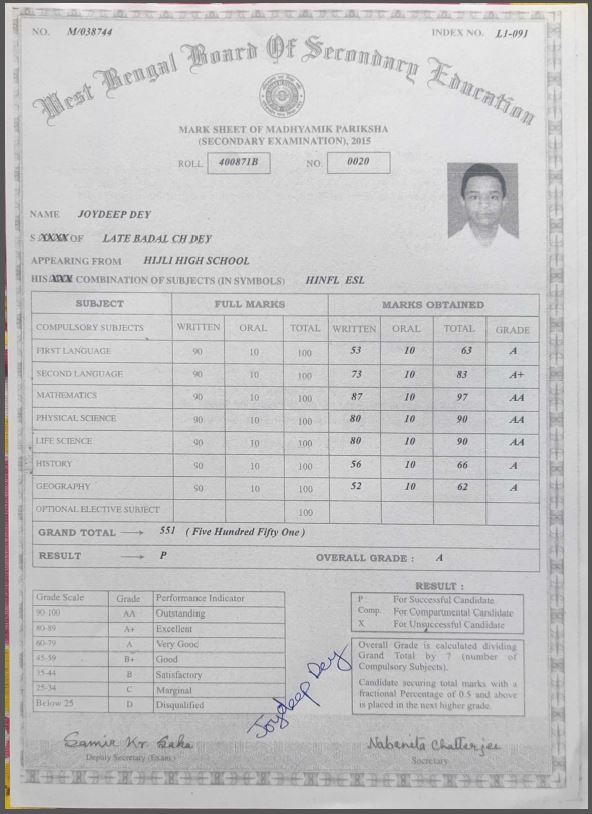 NO. M/038744 INDEX NO. L1-091
West Bengal Board Of Secondary Education
MARK SHEET OF MADHYAMIK PARIKSHA
(SECONDARY EXAMINATION), 2015
ROLL 400871B NO. 0020
NAME JOYDEEP DEY
S XXXX OF LATE BADAL CH DEY
APPEARING FROM HIJLI HIGH SCHOOL
HIS XXX COMBINATION OF SUBJECTS (IN SYMBOLS) HINFL ESL
SUBJECT FULL MARKS MARKS OBTAINED
COMPULSORY SUBJECTS WRITTEN ORAL TOTAL WRITTEN ORAL TOTAL GRADE
FIRST LANGUAGE 90 10 100 53 10 63 A
SECOND LANGUAGE 90 10 100 73 10 83 A+
MATHEMATICS 90 10 100 87 10 97 AA
PHYSICAL SCIENCE 90 10 100 80 10 90 AA
LIFE SCIENCE 90 10 100 80 10 90 AA
HISTORY 90 10 100 56 10 66 A
GEOGRAPHY 90 10 100 52 10 62 A
OPTIONAL ELECTIVE SUBJECT 100
GRAND TOTAL 551 ( Five Hundred Fifty One )
RESULT P OVERALL GRADE : A
Grade Scale Grade Performance Indicator
90-100 AA Outstanding
80-89 A+ Excellent
60-79 A Very Good
45-59 B+ Good
35-44 B Satisfactory
25-34 C Marginal
Below 25 D Disqualified
RESULT :
P For Successful Candidate
Comp. For Compartmental Candidate
X For Unsuccessful Candidate
Overall Grade is calculated dividing
Grand Total by 7 (number of
Compulsory Subjects).
Candidate securing total marks with a
fractional Percentage of 0.5 and above
is placed in the next higher grade.
Joydeep Dey
Samir Kr. Saha
Deputy Secretary (Exam.)
Nabanita Chatterjee
Secretary